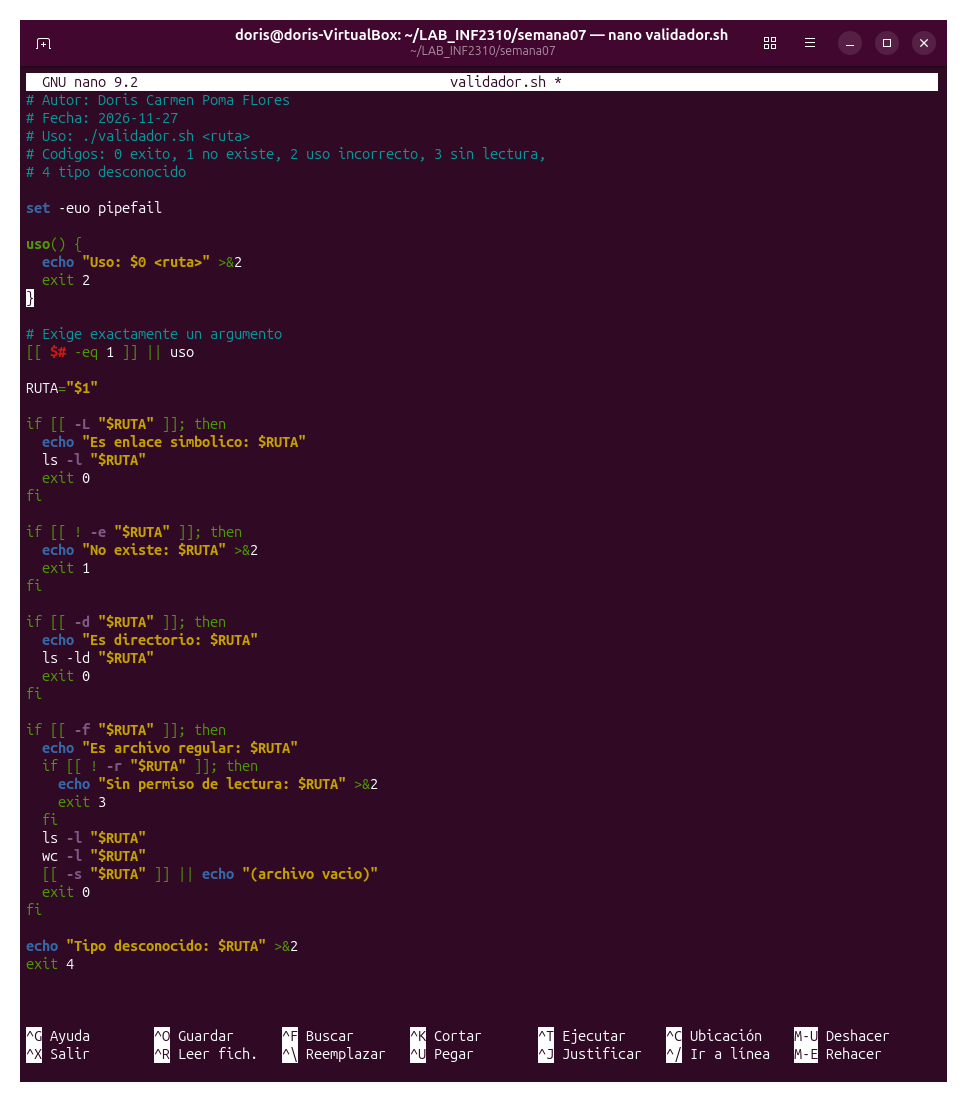 doris@doris-VirtualBox: ~/LAB_INF2310/semana07 — nano validador.sh
~/LAB_INF2310/semana07
GNU nano 9.2 validador.sh *
# Autor: Doris Carmen Poma FLores
# Fecha: 2026-11-27
# Uso: ./validador.sh <ruta>
# Codigos: 0 exito, 1 no existe, 2 uso incorrecto, 3 sin lectura,
# 4 tipo desconocido

set -euo pipefail

uso() {
  echo "Uso: $0 <ruta>" >&2
  exit 2
}

# Exige exactamente un argumento
[[ $# -eq 1 ]] || uso

RUTA="$1"

if [[ -L "$RUTA" ]]; then
  echo "Es enlace simbolico: $RUTA"
  ls -l "$RUTA"
  exit 0
fi

if [[ ! -e "$RUTA" ]]; then
  echo "No existe: $RUTA" >&2
  exit 1
fi

if [[ -d "$RUTA" ]]; then
  echo "Es directorio: $RUTA"
  ls -ld "$RUTA"
  exit 0
fi

if [[ -f "$RUTA" ]]; then
  echo "Es archivo regular: $RUTA"
  if [[ ! -r "$RUTA" ]]; then
    echo "Sin permiso de lectura: $RUTA" >&2
    exit 3
  fi
  ls -l "$RUTA"
  wc -l "$RUTA"
  [[ -s "$RUTA" ]] || echo "(archivo vacio)"
  exit 0
fi

echo "Tipo desconocido: $RUTA" >&2
exit 4

^G Ayuda ^O Guardar ^F Buscar ^K Cortar ^T Ejecutar ^C Ubicación M-U Deshacer
^X Salir ^R Leer fich. ^\ Reemplazar ^U Pegar ^J Justificar ^/ Ir a línea M-E Rehacer